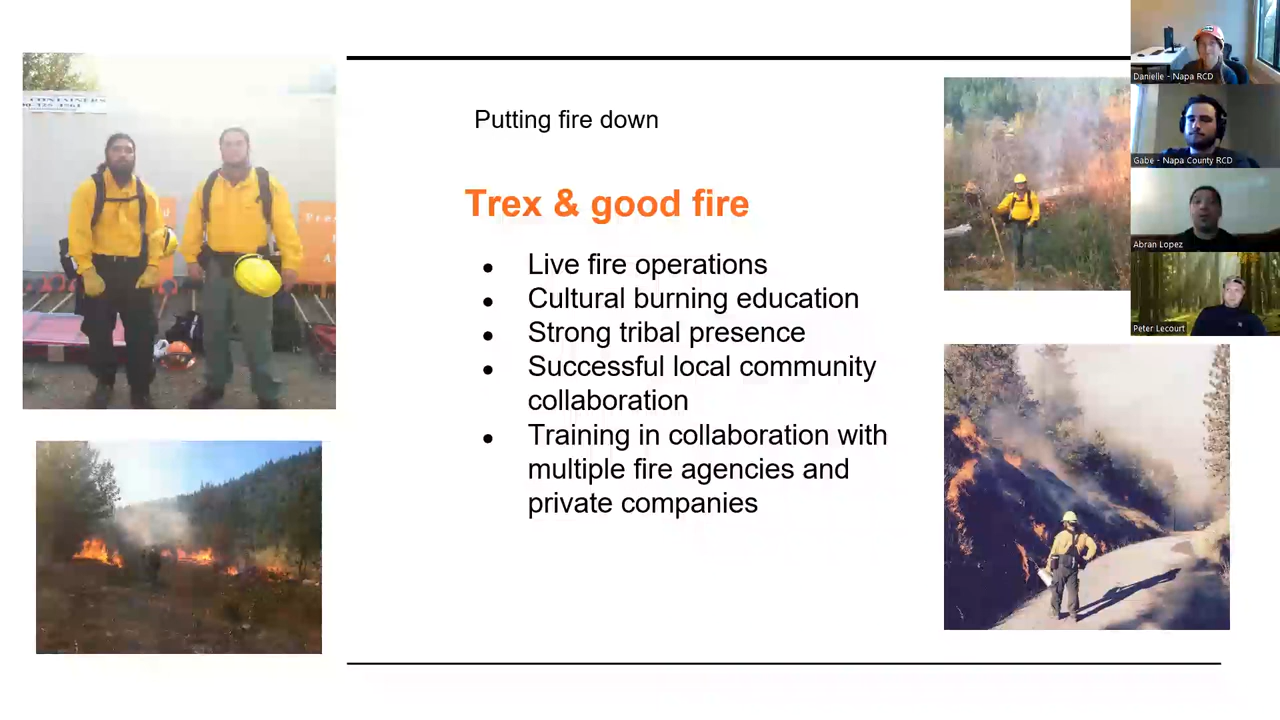 CONTAINERS
Putting fire down
Trex & good fire
● Live fire operations
● Cultural burning education
● Strong tribal presence
● Successful local community
collaboration
● Training in collaboration with
multiple fire agencies and
private companies
Danielle - Napa RCD
Gabe - Napa County RCD
Abran Lopez
Peter Lecourt